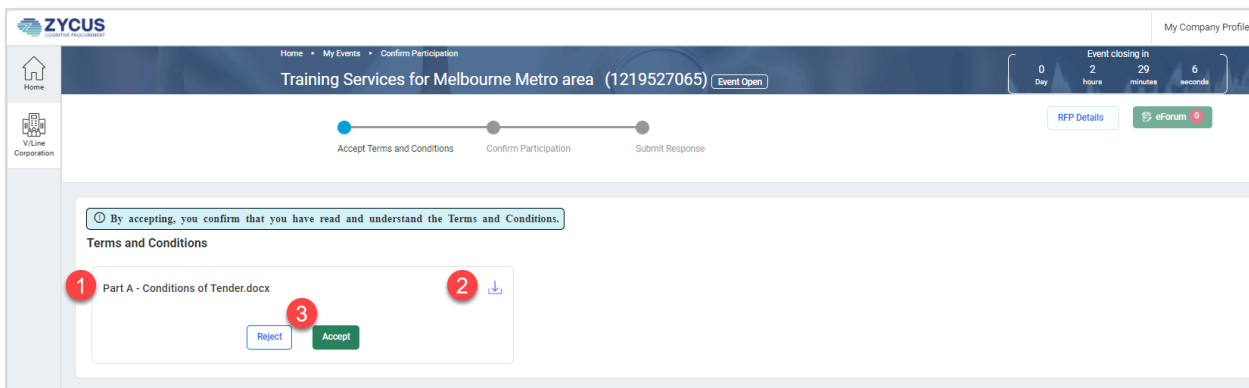 ZYCUS
COGNITIVE PROCUREMENT
My Company Profile
Home
V/Line
Corporation
Home ‣ My Events ‣ Confirm Participation
Training Services for Melbourne Metro area (1219527065) Event Open
Event closing in
0 2 29 6
Day hours minutes seconds
RFP Details eForum 0
Accept Terms and Conditions Confirm Participation Submit Response
By accepting, you confirm that you have read and understand the Terms and Conditions.
Terms and Conditions
1 Part A - Conditions of Tender.docx 2
3
Reject Accept